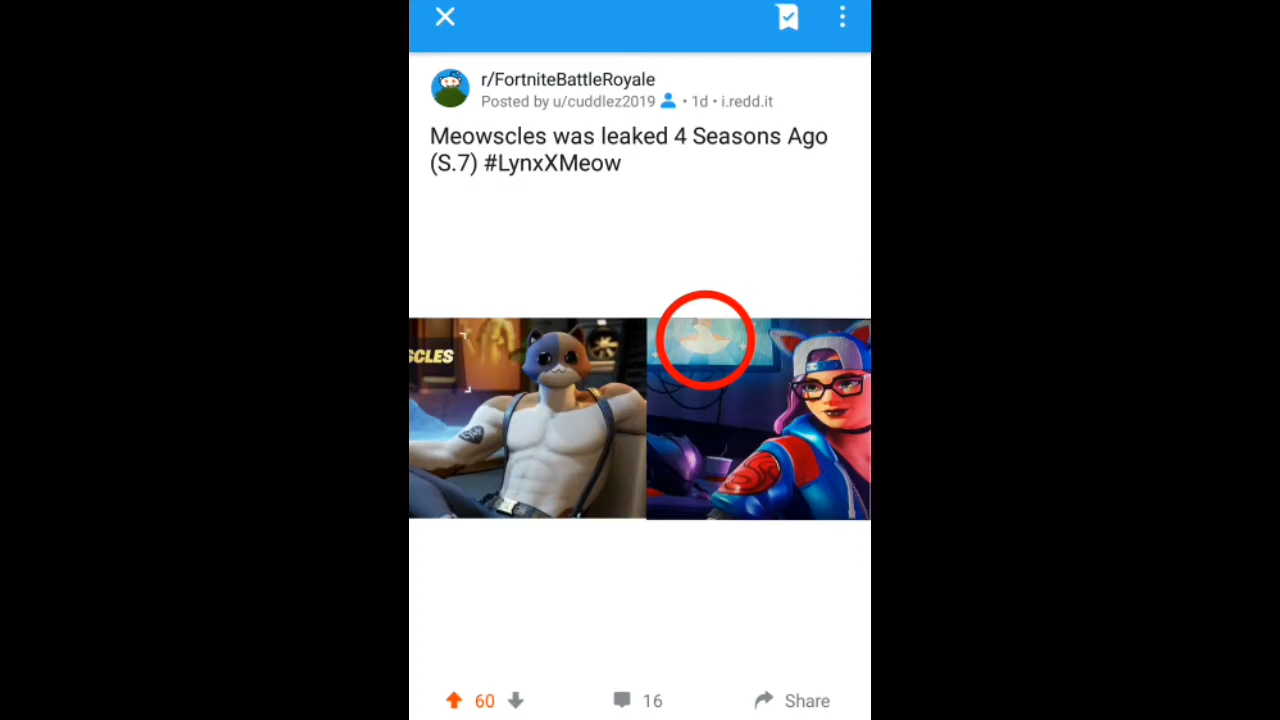 r/FortniteBattleRoyale
Posted by u/cuddlez2019 • 1d • i.redd.it
Meowscles was leaked 4 Seasons Ago
(S.7) #LynxXMeow
SCLES
LYNX
60
16
Share